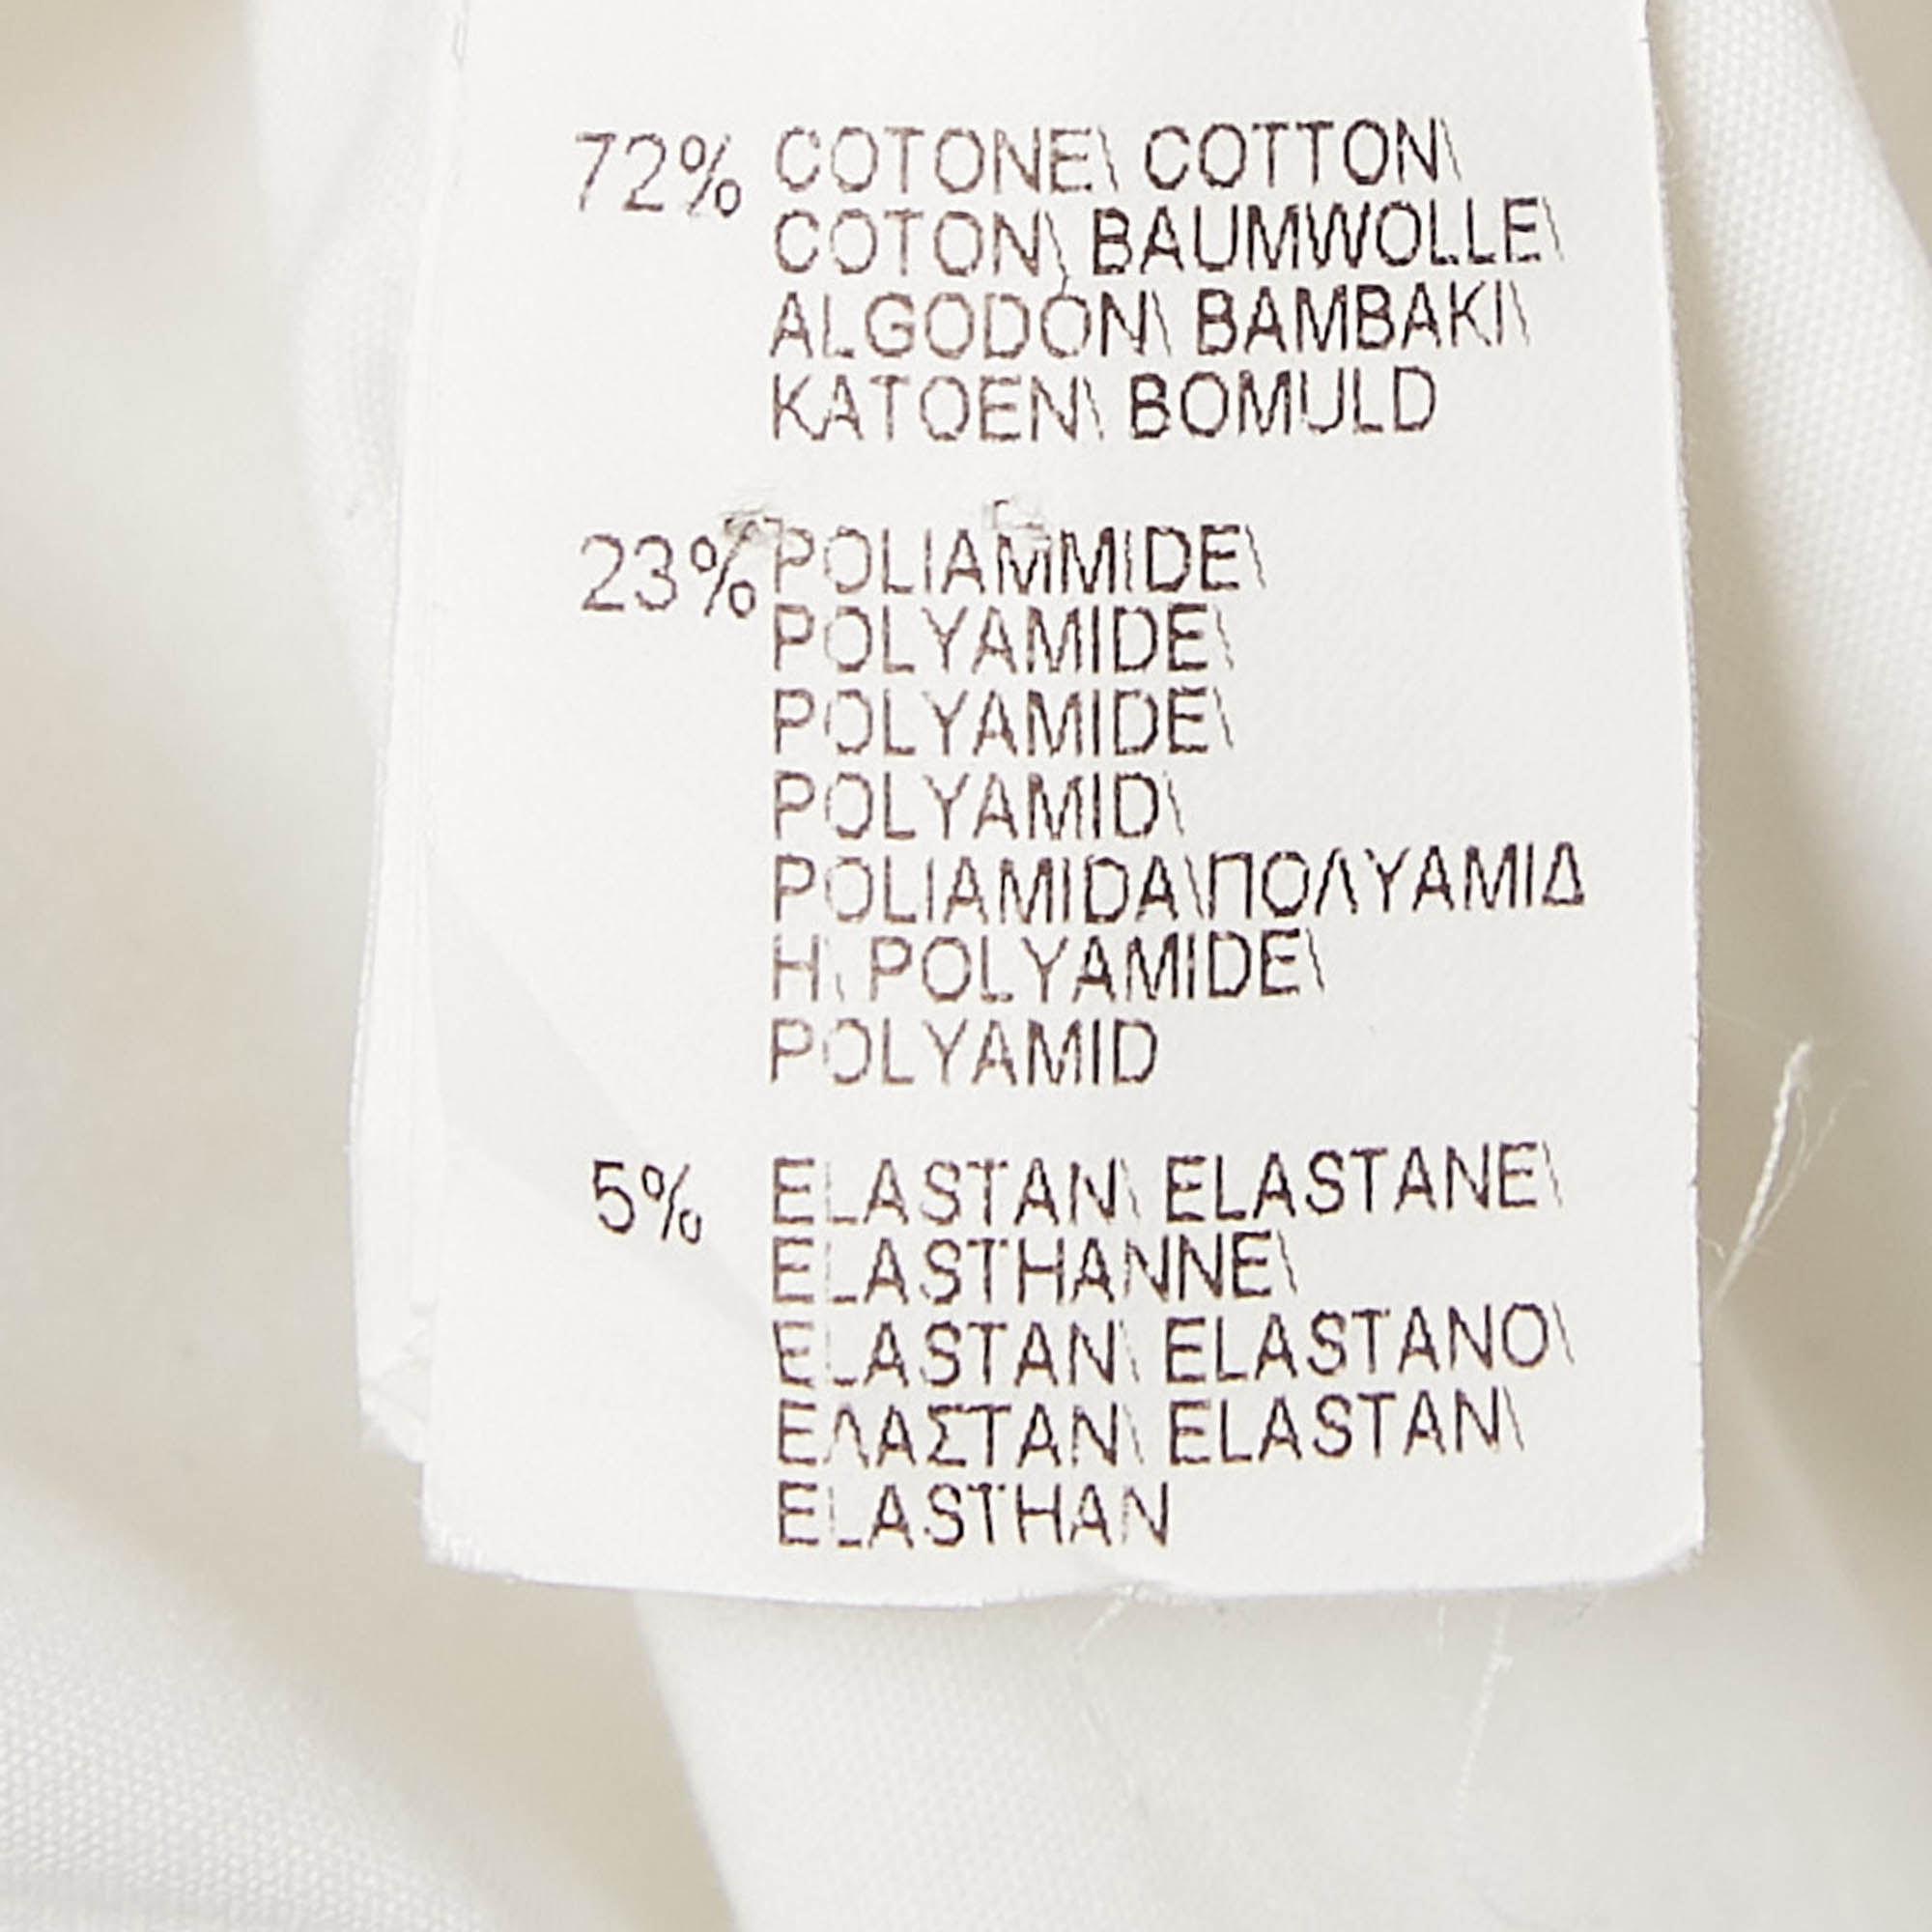 72% COTONE\ COTTON\
COTON\ BAUMWOLLE\
ALGODÓN\ BAMBAKI\
KATOEN\ BOMULD
23% POLIAMMIDE\
POLYAMIDE\
POLYAMIDE\
POLYAMID\
POLIAMIDA\ΠΟΛΥΑΜΙΔ
Η\ POLYAMIDE\
POLYAMID
5% ELASTAN\ ELASTANE\
ELASTHANNE\
ELASTAN\ ELASTANO\
ΕΛΑΣΤΑΝ\ ELASTAN\
ELASTHAN